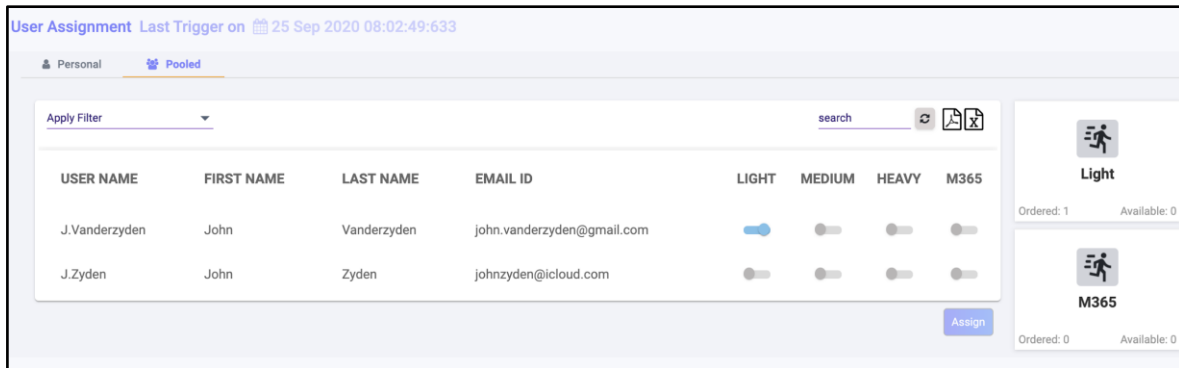 User Assignment Last Trigger on 25 Sep 2020 08:02:49:633
Personal Pooled
Apply Filter search
USER NAME FIRST NAME LAST NAME EMAIL ID LIGHT MEDIUM HEAVY M365
J.Vanderzyden John Vanderzyden john.vanderzyden@gmail.com
J.Zyden John Zyden johnzyden@icloud.com
Assign
Light
Ordered: 1 Available: 0
M365
Ordered: 0 Available: 0